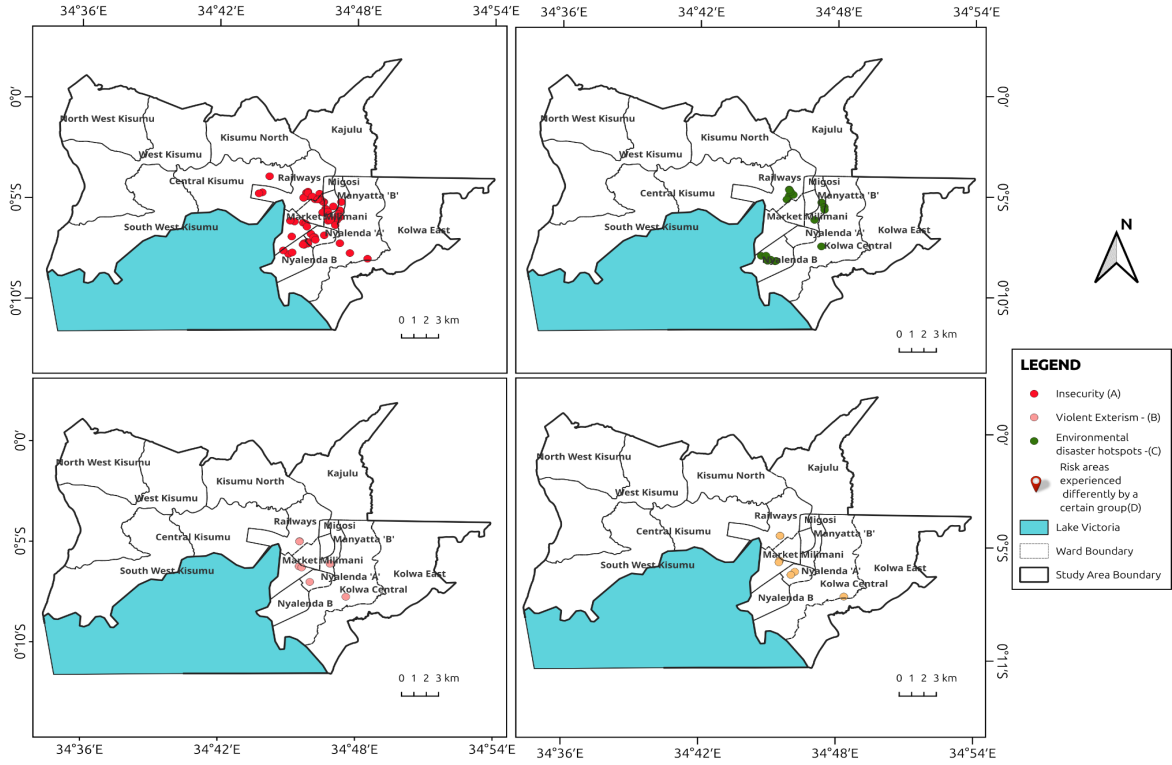 34°36'E 34°42'E 34°48'E 34°54'E
34°36'E 34°42'E 34°48'E 34°54'E
0°0'
0°5'S
0°10'S
North West Kisumu
West Kisumu
Kisumu North
Kajulu
Central Kisumu
Railways
Migosi
Manyatta 'B'
South West Kisumu
Market Milimani
Nyalenda 'A'
Kolwa East
Nyalenda B
0 1 2 3 km
North West Kisumu
West Kisumu
Kisumu North
Kajulu
Central Kisumu
Railways
Migosi
Manyatta 'B'
South West Kisumu
Market Milimani
Nyalenda 'A'
Kolwa East
Kolwa Central
Nyalenda B
0 1 2 3 km
0°0'
0°5'S
0°10'S
N
0°0'
0°5'S
0°10'S
North West Kisumu
West Kisumu
Kisumu North
Kajulu
Central Kisumu
Railways
Migosi
Manyatta 'B'
South West Kisumu
Market Milimani
Nyalenda 'A'
Kolwa East
Kolwa Central
Nyalenda B
0 1 2 3 km
North West Kisumu
West Kisumu
Kisumu North
Kajulu
Central Kisumu
Railways
Migosi
Manyatta 'B'
South West Kisumu
Market Milimani
Nyalenda 'A'
Kolwa East
Kolwa Central
Nyalenda B
0 1 2 3 km
0°0'
0°5'S
0°11'S
34°36'E 34°42'E 34°48'E 34°54'E
34°36'E 34°42'E 34°48'E 34°54'E
LEGEND
Insecurity (A)
Violent Exterism - (B)
Environmental
disaster hotspots -(C)
Risk areas
experienced
differently by a
certain group(D)
Lake Victoria
Ward Boundary
Study Area Boundary